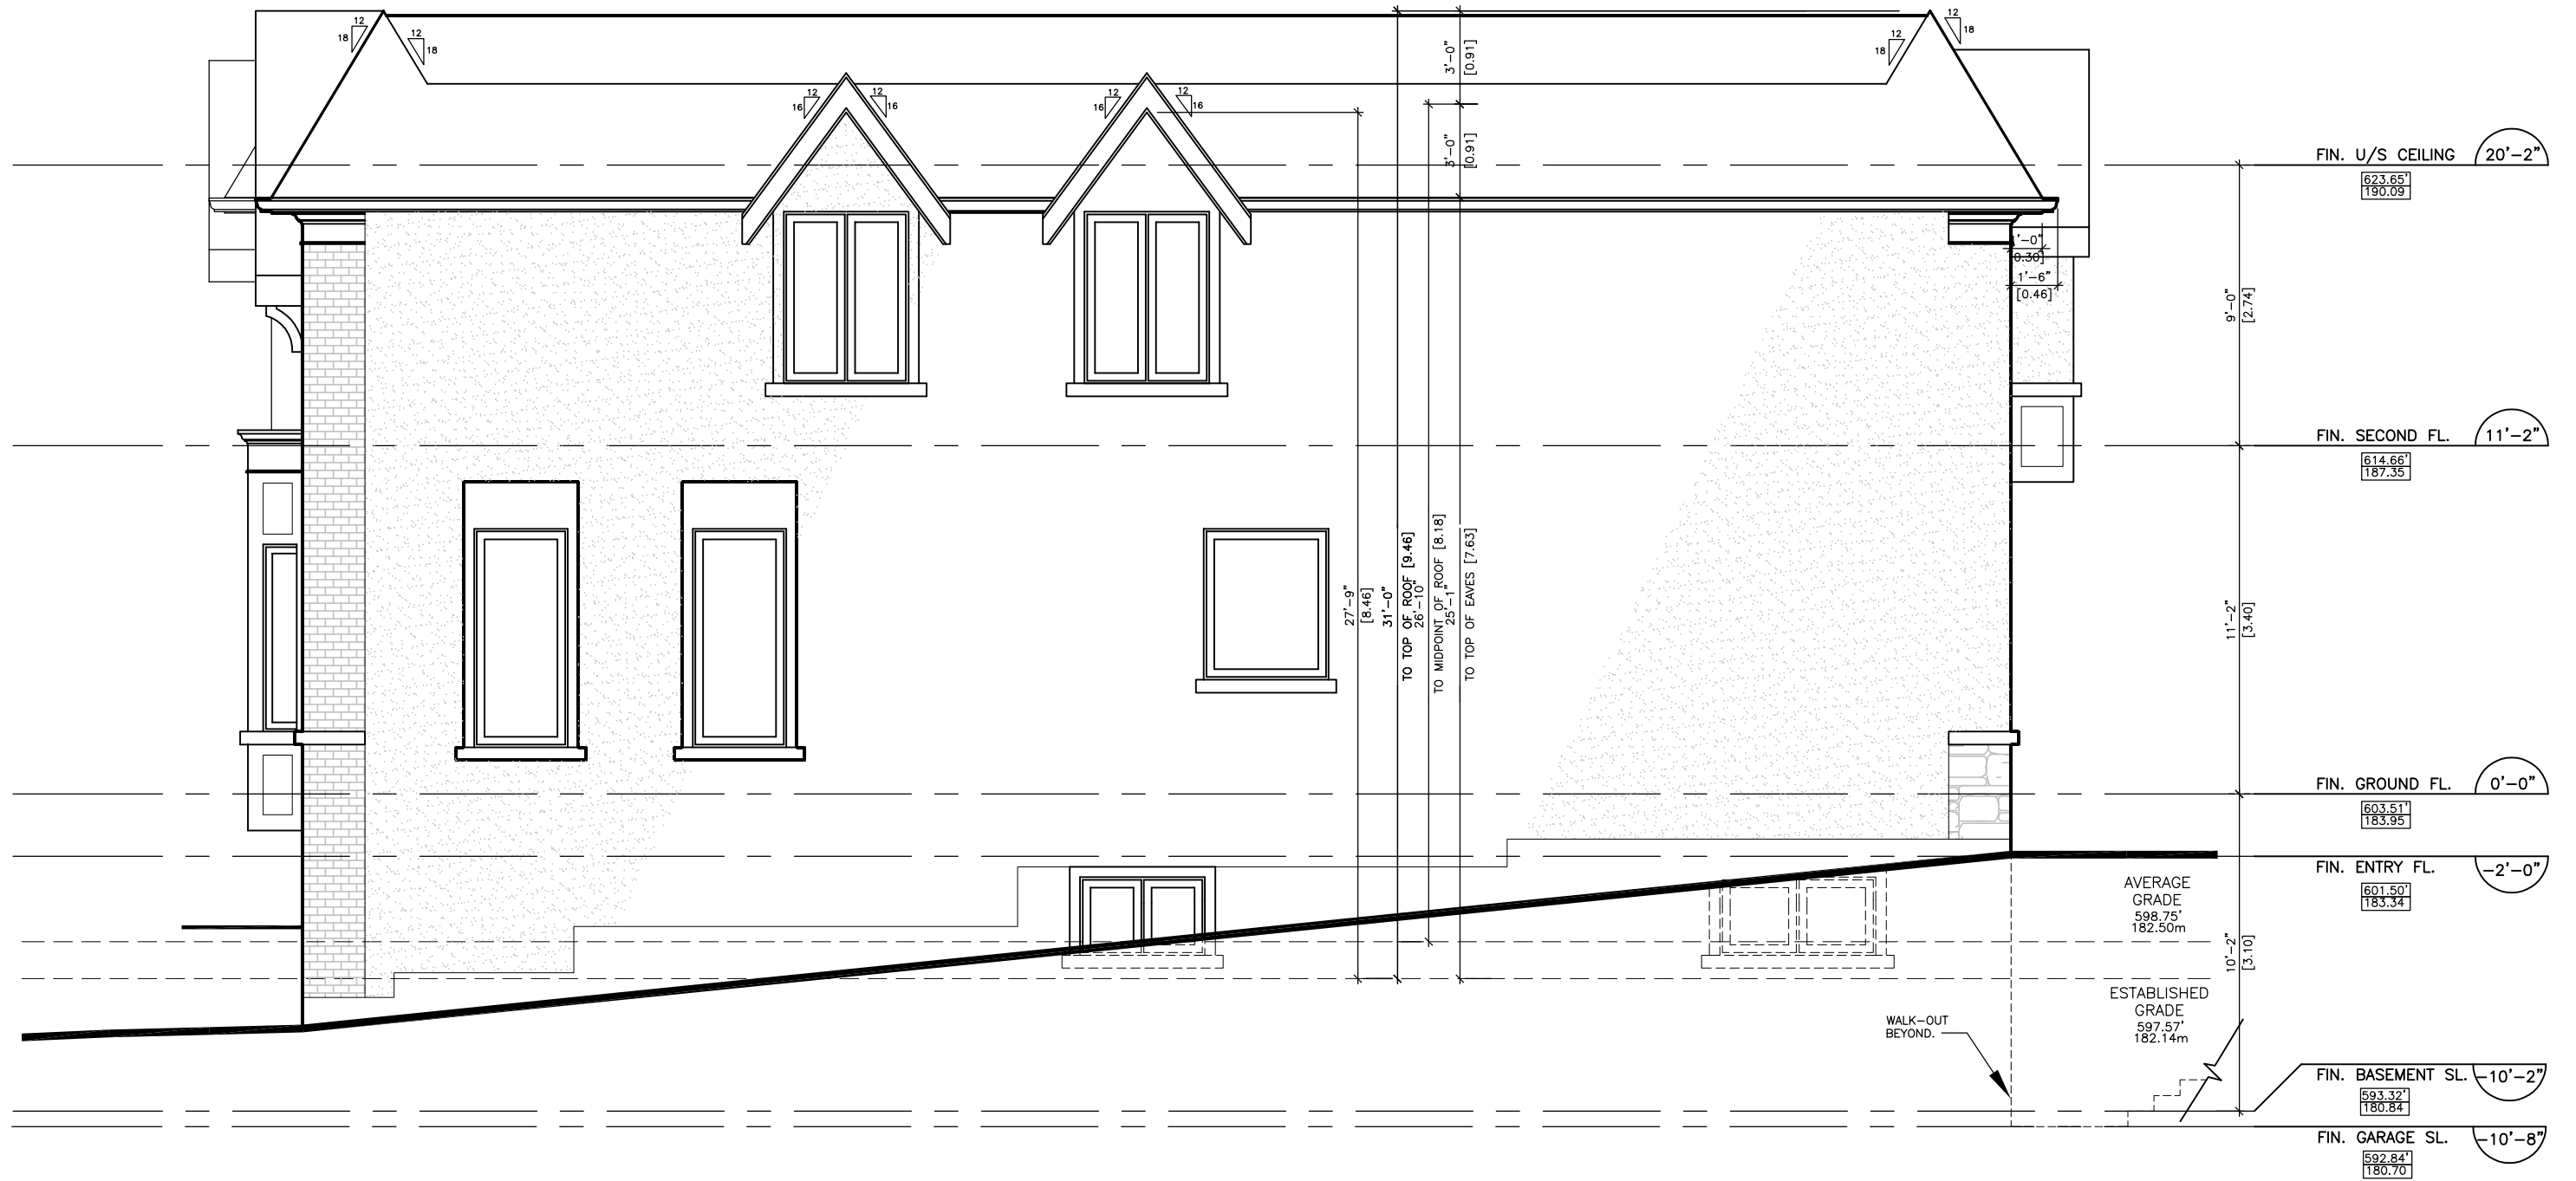 12
18
12
18
12
18
12
18
12
16
12
16
12
16
12
16
3'-0"
[0.91]
3'-0"
[0.91]
FIN. U/S CEILING 20'-2"
623.65'
190.09
1'-0"
0.30]
1'-6"
[0.46]
9'-0"
[2.74]
FIN. SECOND FL. 11'-2"
614.66'
187.35
27'-9"
[8.46]
31'-0"
TO TOP OF ROOF [9.46]
26'-10"
TO MIDPOINT OF ROOF [8.18]
25'-1"
TO TOP OF EAVES [7.63]
11'-2"
[3.40]
FIN. GROUND FL. 0'-0"
603.51'
183.95
FIN. ENTRY FL. -2'-0"
601.50'
183.34
AVERAGE
GRADE
598.75'
182.50m
10'-2"
[3.10]
ESTABLISHED
GRADE
597.57'
182.14m
WALK-OUT
BEYOND.
FIN. BASEMENT SL. -10'-2"
593.32'
180.84
FIN. GARAGE SL. -10'-8"
592.84'
180.70